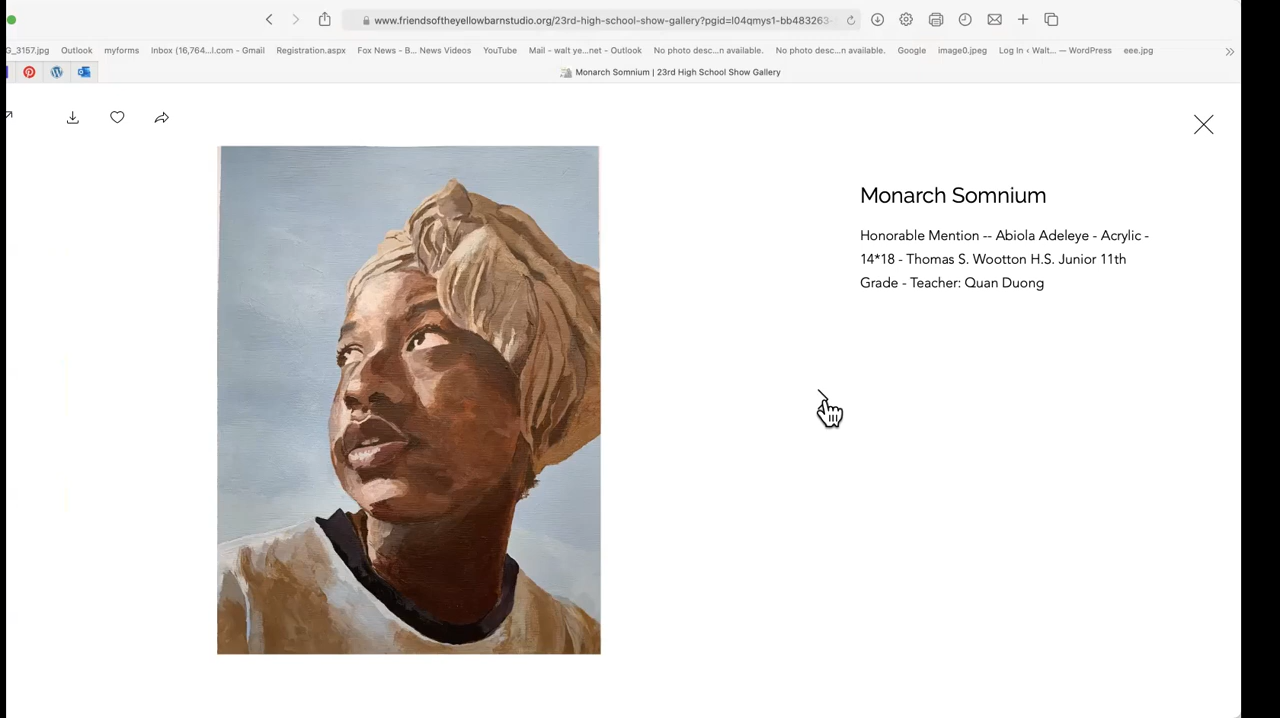 www.friendsoftheyellowbarnstudio.org/23rd-high-school-show-gallery?pgid=l04qmys1-bb483263-
G_3157.jpg Outlook myforms Inbox (16,764...l.com - Gmail Registration.aspx Fox News - B... News Videos YouTube Mail - walt ye...net - Outlook No photo desc...n available. No photo desc...n available. Google image0.jpeg Log In ‹ Walt... — WordPress eee.jpg
Monarch Somnium | 23rd High School Show Gallery
Monarch Somnium
Honorable Mention -- Abiola Adeleye - Acrylic -
14*18 - Thomas S. Wootton H.S. Junior 11th
Grade - Teacher: Quan Duong